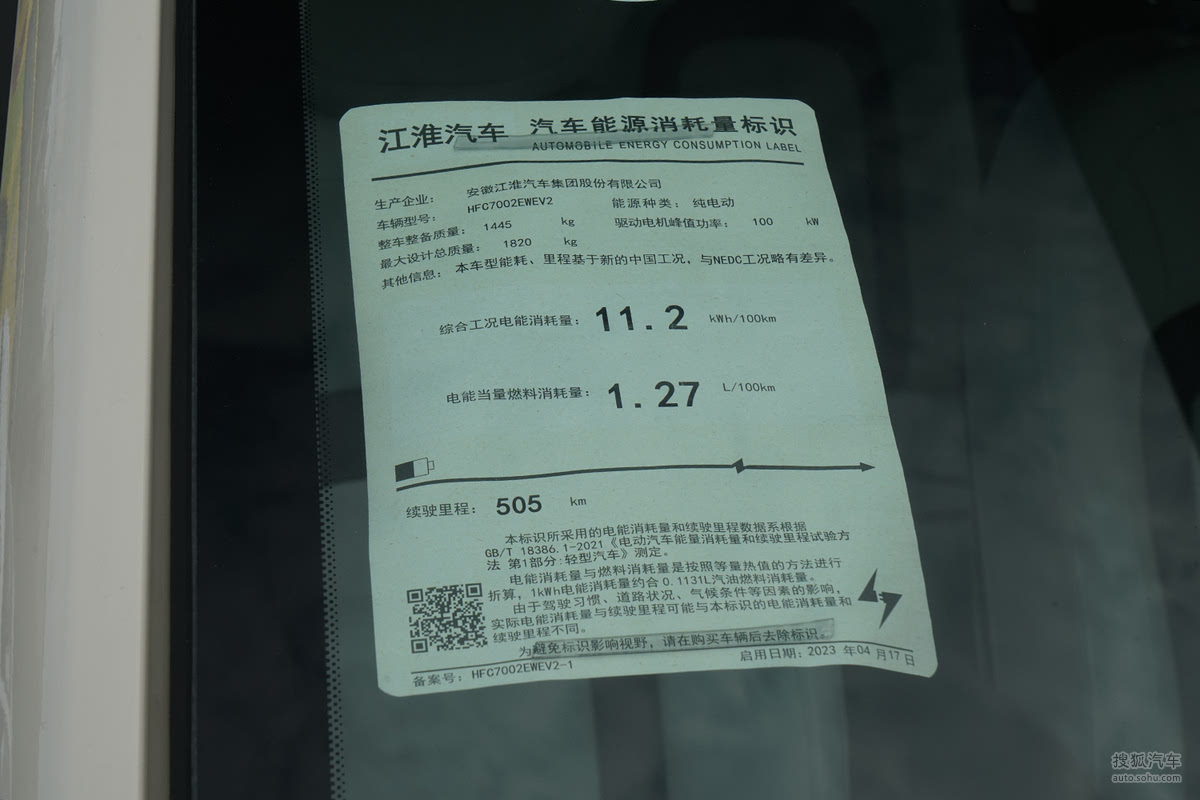 江淮汽车 汽车能源消耗量标识
AUTOMOBILE ENERGY CONSUMPTION LABEL
生产企业： 安徽江淮汽车集团股份有限公司
车辆型号： HFC7002EWEV2 能源种类： 纯电动
整车整备质量： 1445 kg 驱动电机峰值功率： 100 kW
最大设计总质量： 1820 kg
其他信息： 本车型能耗、里程基于新的中国工况，与NEDC工况略有差异。
综合工况电能消耗量： 11.2 kWh/100km
电能当量燃料消耗量： 1.27 L/100km
续驶里程： 505 km
本标识所采用的电能消耗量和续驶里程数据系根据
GB/T 18386.1-2021《电动汽车能量消耗量和续驶里程试验方
法 第1部分:轻型汽车》测定。
电能消耗量与燃料消耗量是按照等量热值的方法进行
折算，1kWh电能消耗量约合0.1131L汽油燃料消耗量。
由于驾驶习惯、道路状况、气候条件等因素的影响，
实际电能消耗量与续驶里程可能与本标识的电能消耗量和
续驶里程不同。
为避免标识影响视野，请在购买车辆后去除标识。
备案号：HFC7002EWEV2-1 启用日期：2023 年04 月17 日
搜狐汽车
auto.sohu.com